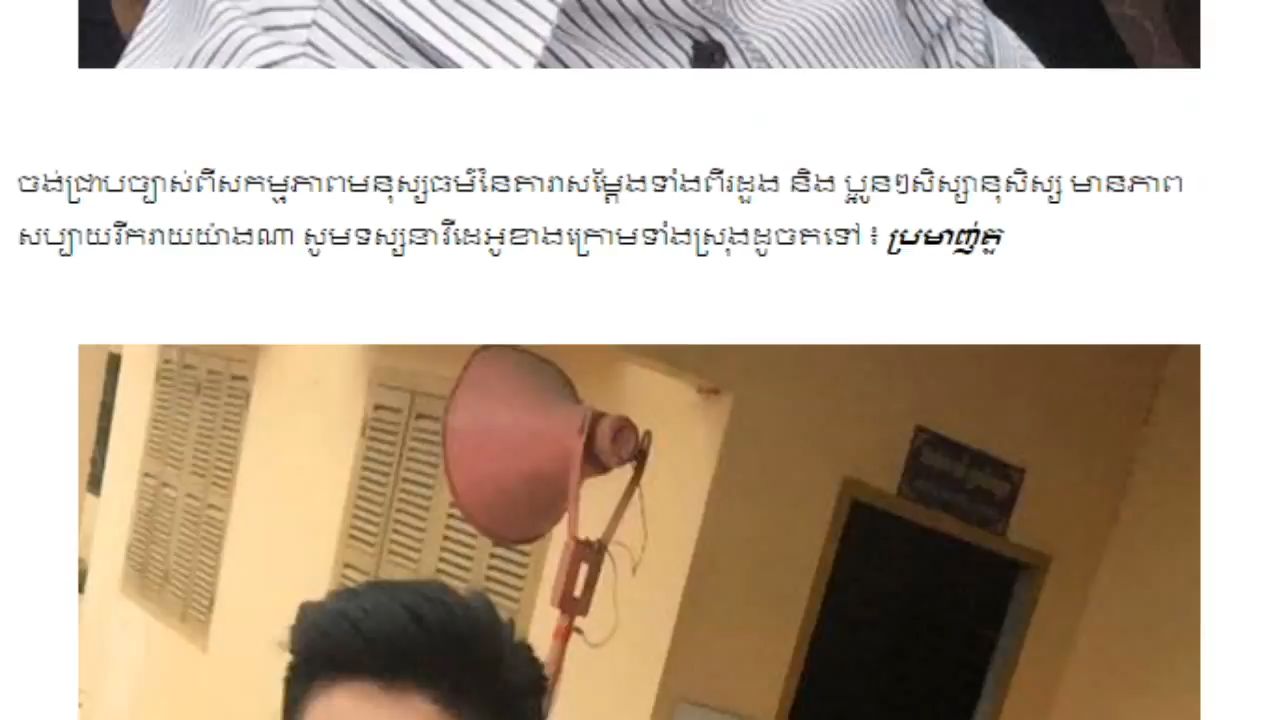 ចង់ជ្រាបច្បាស់ពីសកម្មភាពមនុស្សធម៌នៃតារាសម្ដែងទាំងពីរដួង និង ប្អូនៗសិស្សានុសិស្ស មានភាព
សប្បាយរីករាយយ៉ាងណា សូមទស្សនាវីដេអូខាងក្រោមទាំងស្រុងដូចតទៅ ៖ ប្រមាញ់តួ